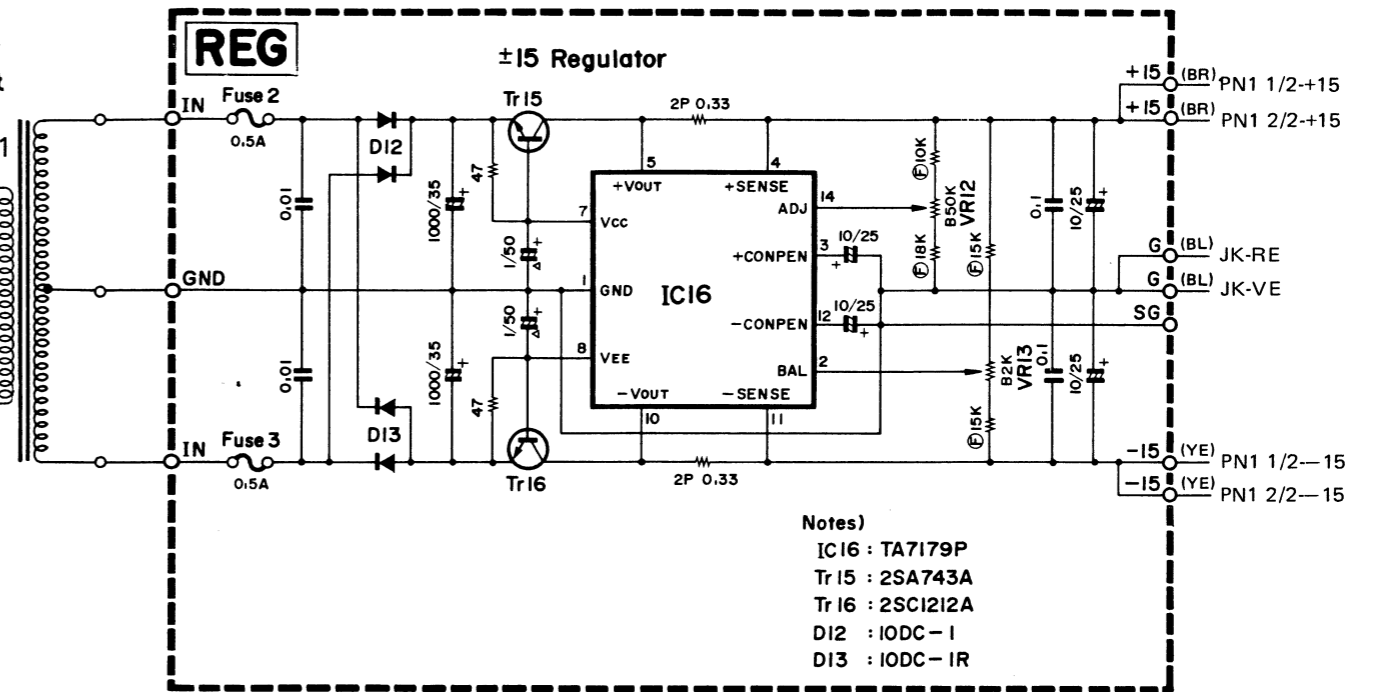 REG
±15 Regulator
+15 (BR) PN1 1/2-+15
IN
Fuse 2
0.5A
Tr15
2P 0.33
+15 (BR) PN1 2/2-+15
D12
1
0.01
1000/35
+
47
5
+VOUT
4
+SENSE
Ⓕ10K
7
VCC
ADJ
14
B50K
VR12
0.1
10/25
+
1/50
+
+CONPEN
3
10/25
+
Ⓕ18K
Ⓕ15K
G (BL) JK-RE
GND
1
GND
IC16
G (BL) JK-VE
1/50
+
-CONPEN
12
10/25
+
SG
0.01
1000/35
+
8
VEE
BAL
2
B2K
VR13
0.1
10/25
+
47
-VOUT
10
-SENSE
11
D13
Ⓕ15K
IN
Fuse 3
0.5A
Tr16
2P 0.33
-15 (YE) PN1 1/2-–15
-15 (YE) PN1 2/2-–15
Notes)
IC16 : TA7179P
Tr15 : 2SA743A
Tr16 : 2SC1212A
D12 : 10DC-1
D13 : 10DC-1R